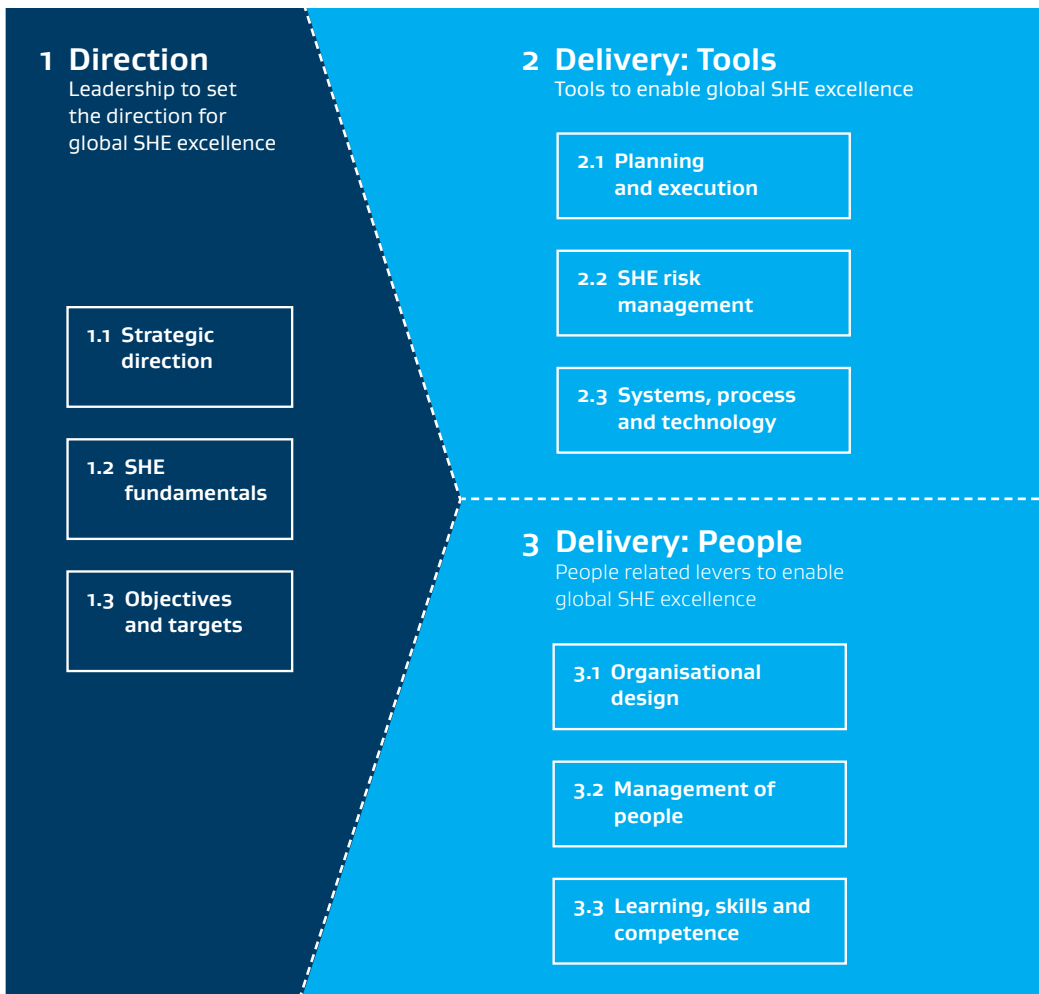 1 Direction
Leadership to set
the direction for
global SHE excellence
1.1 Strategic
direction
1.2 SHE
fundamentals
1.3 Objectives
and targets
2 Delivery: Tools
Tools to enable global SHE excellence
2.1 Planning
and execution
2.2 SHE risk
management
2.3 Systems, process
and technology
3 Delivery: People
People related levers to enable
global SHE excellence
3.1 Organisational
design
3.2 Management of
people
3.3 Learning, skills and
competence